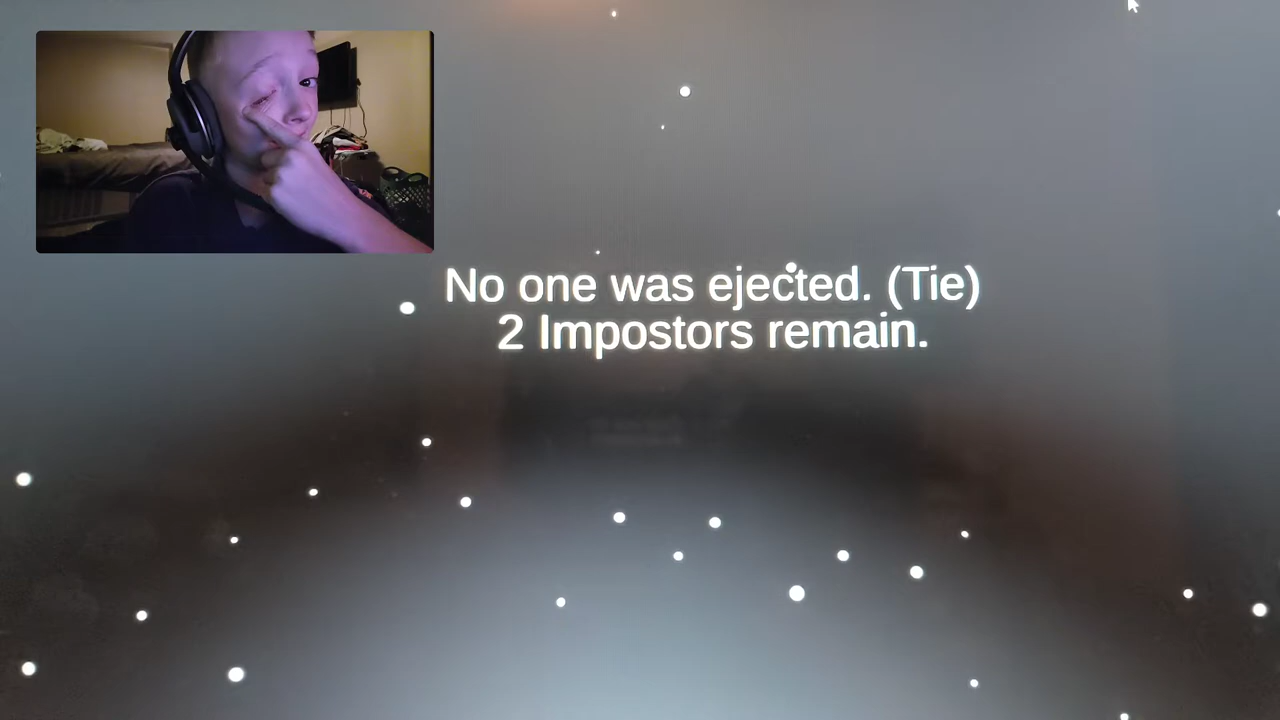 No one was ejected. (Tie)
2 Impostors remain.